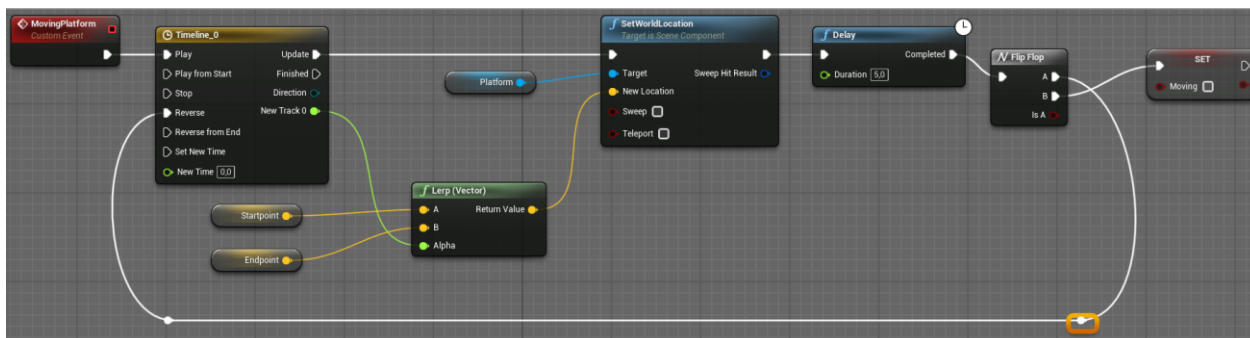 MovingPlatform
Custom Event
Timeline_0
Play
Update
Play from Start
Finished
Stop
Direction
Reverse
New Track 0
Reverse from End
Set New Time
New Time 0,0
Startpoint
Endpoint
Lerp (Vector)
A
Return Value
B
Alpha
Platform
SetWorldLocation
Target is Scene Component
Target
Sweep Hit Result
New Location
Sweep
Teleport
Delay
Completed
Duration 5,0
Flip Flop
A
B
Is A
SET
Moving